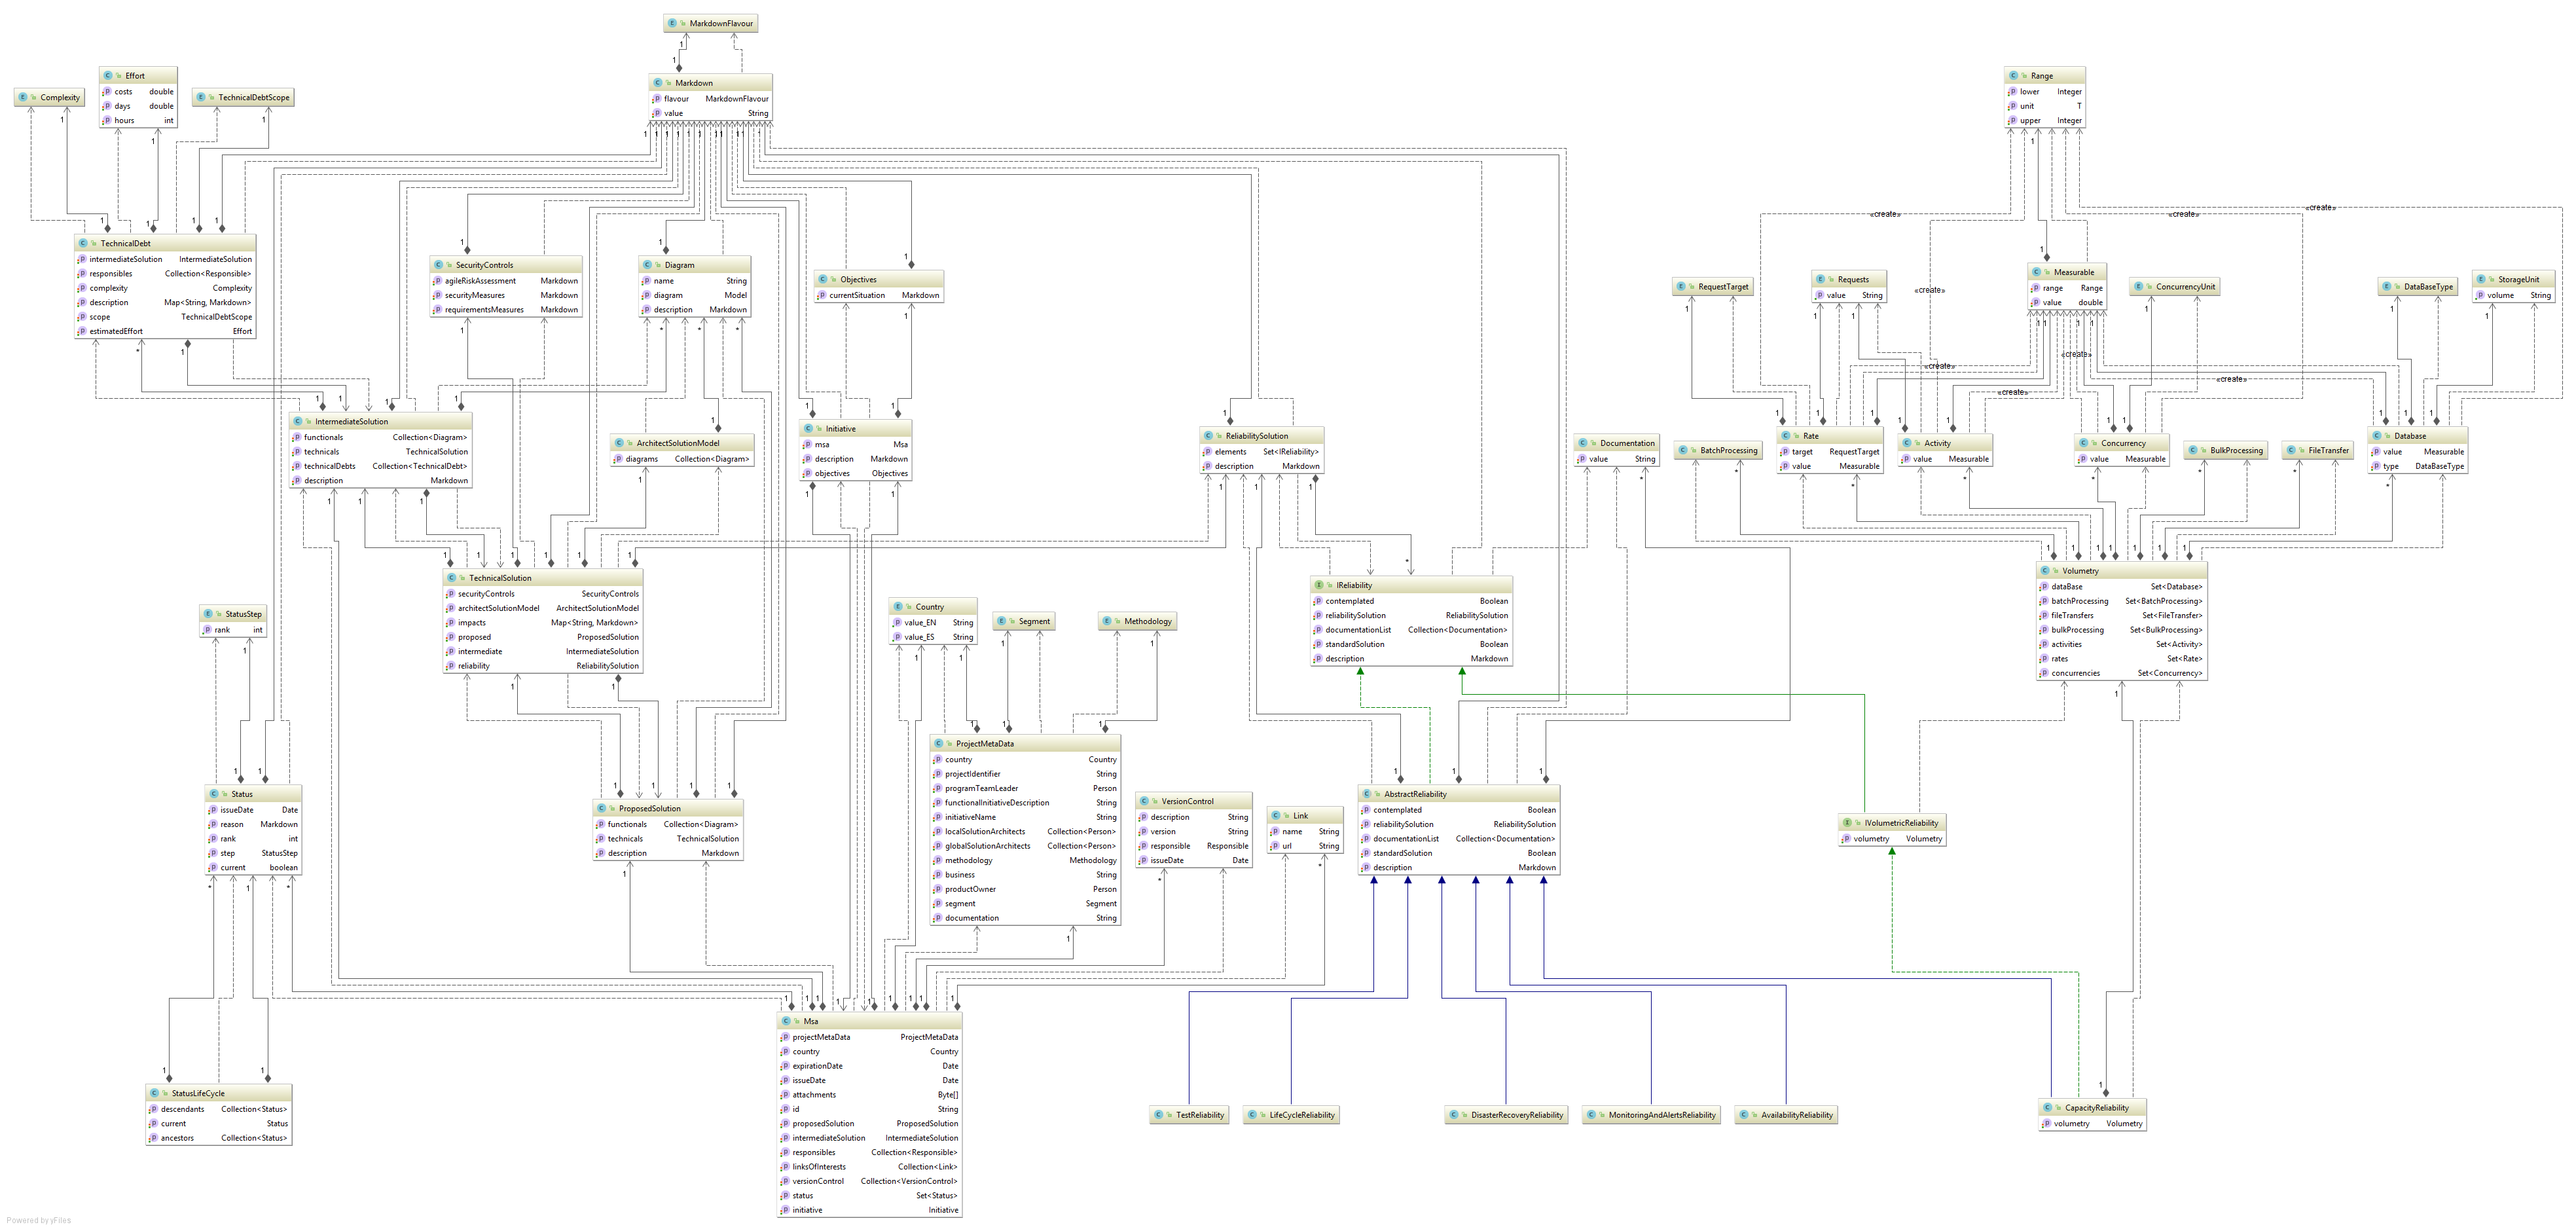 MarkdownFlavour
Markdown
flavour MarkdownFlavour
value String
Complexity
Effort
costs double
days double
hours int
TechnicalDebtScope
Range
lower Integer
unit T
upper Integer
TechnicalDebt
intermediateSolution IntermediateSolution
responsibles Collection<Responsible>
complexity Complexity
description Map<String, Markdown>
scope TechnicalDebtScope
estimatedEffort Effort
SecurityControls
agileRiskAssessment Markdown
securityMeasures Markdown
requirementsMeasures Markdown
Diagram
name String
diagram Model
description Markdown
Objectives
currentSituation Markdown
RequestTarget
Requests
value String
Measurable
range Range
value double
ConcurrencyUnit
DataBaseType
StorageUnit
volume String
«create»
«create»
«create»
«create»
«create»
«create»
«create»
«create»
IntermediateSolution
functionals Collection<Diagram>
technicals TechnicalSolution
technicalDebts Collection<TechnicalDebt>
description Markdown
ArchitectSolutionModel
diagrams Collection<Diagram>
Initiative
msa Msa
description Markdown
objectives Objectives
ReliabilitySolution
elements Set<IReliability>
description Markdown
Documentation
value String
BatchProcessing
Rate
target RequestTarget
value Measurable
Activity
value Measurable
Concurrency
value Measurable
BulkProcessing
FileTransfer
Database
value Measurable
type DataBaseType
TechnicalSolution
securityControls SecurityControls
architectSolutionModel ArchitectSolutionModel
impacts Map<String, Markdown>
proposed ProposedSolution
intermediate IntermediateSolution
reliability ReliabilitySolution
IReliability
contemplated Boolean
reliabilitySolution ReliabilitySolution
documentationList Collection<Documentation>
standardSolution Boolean
description Markdown
Volumetry
dataBase Set<Database>
batchProcessing Set<BatchProcessing>
fileTransfers Set<FileTransfer>
bulkProcessing Set<BulkProcessing>
activities Set<Activity>
rates Set<Rate>
concurrencies Set<Concurrency>
StatusStep
rank int
Country
value_EN String
value_ES String
Segment
Methodology
ProjectMetaData
country Country
projectIdentifier String
programTeamLeader Person
functionalInitiativeDescription String
initiativeName String
localSolutionArchitects Collection<Person>
globalSolutionArchitects Collection<Person>
methodology Methodology
business String
productOwner Person
segment Segment
documentation String
Status
issueDate Date
reason Markdown
rank int
step StatusStep
current boolean
ProposedSolution
functionals Collection<Diagram>
technicals TechnicalSolution
description Markdown
VersionControl
description String
version String
responsible Responsible
issueDate Date
Link
name String
url String
AbstractReliability
contemplated Boolean
reliabilitySolution ReliabilitySolution
documentationList Collection<Documentation>
standardSolution Boolean
description Markdown
IVolumetricReliability
volumetry Volumetry
Msa
projectMetaData ProjectMetaData
country Country
expirationDate Date
issueDate Date
attachments Byte[]
id String
proposedSolution ProposedSolution
intermediateSolution IntermediateSolution
responsibles Collection<Responsible>
linksOfInterests Collection<Link>
versionControl Collection<VersionControl>
status Set<Status>
initiative Initiative
StatusLifeCycle
descendants Collection<Status>
current Status
ancestors Collection<Status>
TestReliability
LifeCycleReliability
DisasterRecoveryReliability
MonitoringAndAlertsReliability
AvailabilityReliability
CapacityReliability
volumetry Volumetry
Powered by yFiles